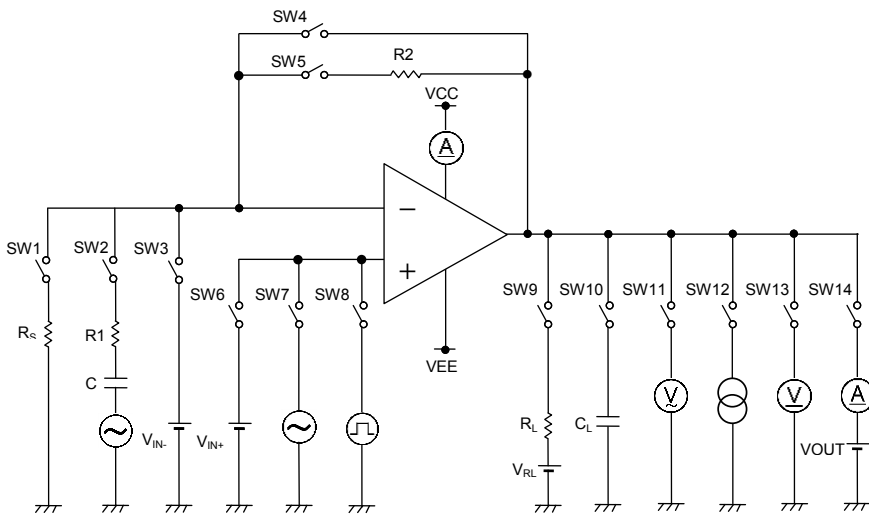 SW4
SW5
R2
VCC
A
−
+
SW1
SW2
SW3
SW6
SW7
SW8
SW9
SW10
SW11
SW12
SW13
SW14
VEE
RS
R1
C
VIN-
VIN+
RL
CL
V
V
A
VRL
VOUT